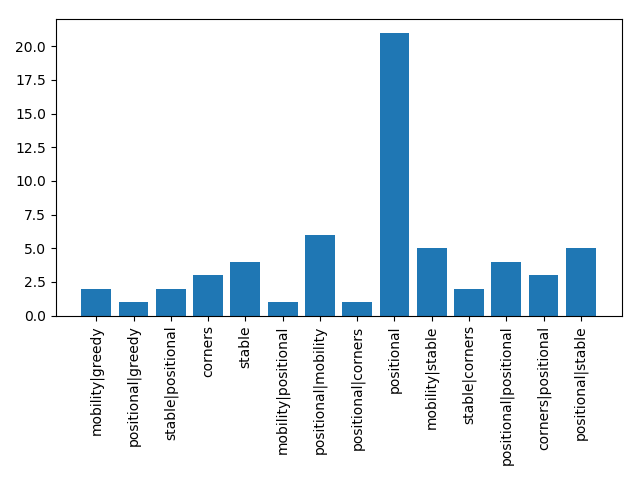 20.0
17.5
15.0
12.5
10.0
7.5
5.0
2.5
0.0
mobility|greedy
positional|greedy
stable|positional
corners
stable
mobility|positional
positional|mobility
positional|corners
positional
mobility|stable
stable|corners
positional|positional
corners|positional
positional|stable